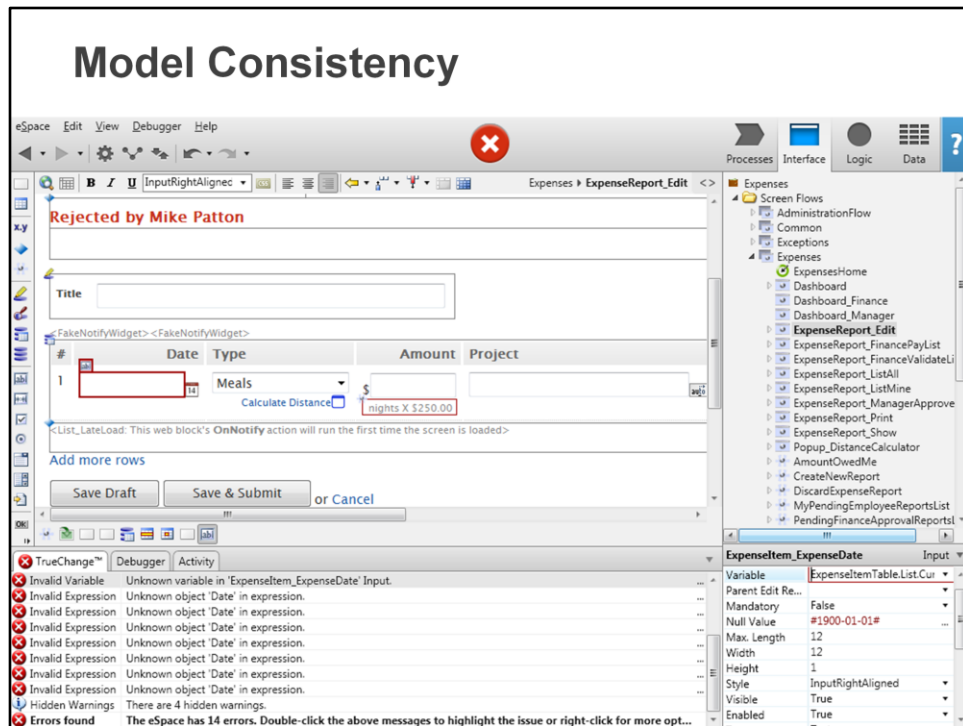 Model Consistency
eSpace Edit View Debugger Help
Processes Interface Logic Data
?
B I U InputRightAlignec Expenses ExpenseReport_Edit <>
Rejected by Mike Patton
Title
<FakeNotifyWidget><FakeNotifyWidget>
# Date Type Amount Project
1 14 Meals $
Calculate Distance nights X $250.00
<List_LateLoad: This web block's OnNotify action will run the first time the screen is loaded>
Add more rows
Save Draft Save & Submit or Cancel
x.y
OK
Expenses
Screen Flows
AdministrationFlow
Common
Exceptions
Expenses
ExpensesHome
Dashboard
Dashboard_Finance
Dashboard_Manager
ExpenseReport_Edit
ExpenseReport_FinancePayList
ExpenseReport_FinanceValidateLi
ExpenseReport_ListAll
ExpenseReport_ListMine
ExpenseReport_ManagerApprove
ExpenseReport_Print
ExpenseReport_Show
Popup_DistanceCalculator
AmountOwedMe
CreateNewReport
DiscardExpenseReport
MyPendingEmployeeReportsList
PendingFinanceApprovalReportsL
TrueChange™ Debugger Activity
Invalid Variable Unknown variable in 'ExpenseItem_ExpenseDate' Input. ...
Invalid Expression Unknown object 'Date' in expression. ...
Invalid Expression Unknown object 'Date' in expression. ...
Invalid Expression Unknown object 'Date' in expression. ...
Invalid Expression Unknown object 'Date' in expression. ...
Invalid Expression Unknown object 'Date' in expression. ...
Invalid Expression Unknown object 'Date' in expression. ...
Invalid Expression Unknown object 'Date' in expression. ...
Hidden Warnings There are 4 hidden warnings.
Errors found The eSpace has 14 errors. Double-click the above messages to highlight the issue or right-click for more opt...
ExpenseItem_ExpenseDate Input
Variable ExpenseItemTable.List.Cur
Parent Edit Re...
Mandatory False
Null Value #1900-01-01# ...
Max. Length 12
Width 12
Height 1
Style InputRightAligned
Visible True
Enabled True